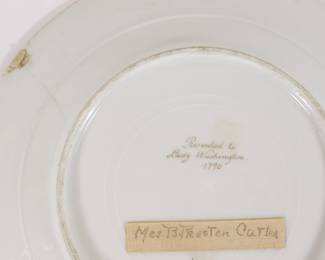 Presented to
Lady Washington
1796
Mrs. B. Preston Cutler